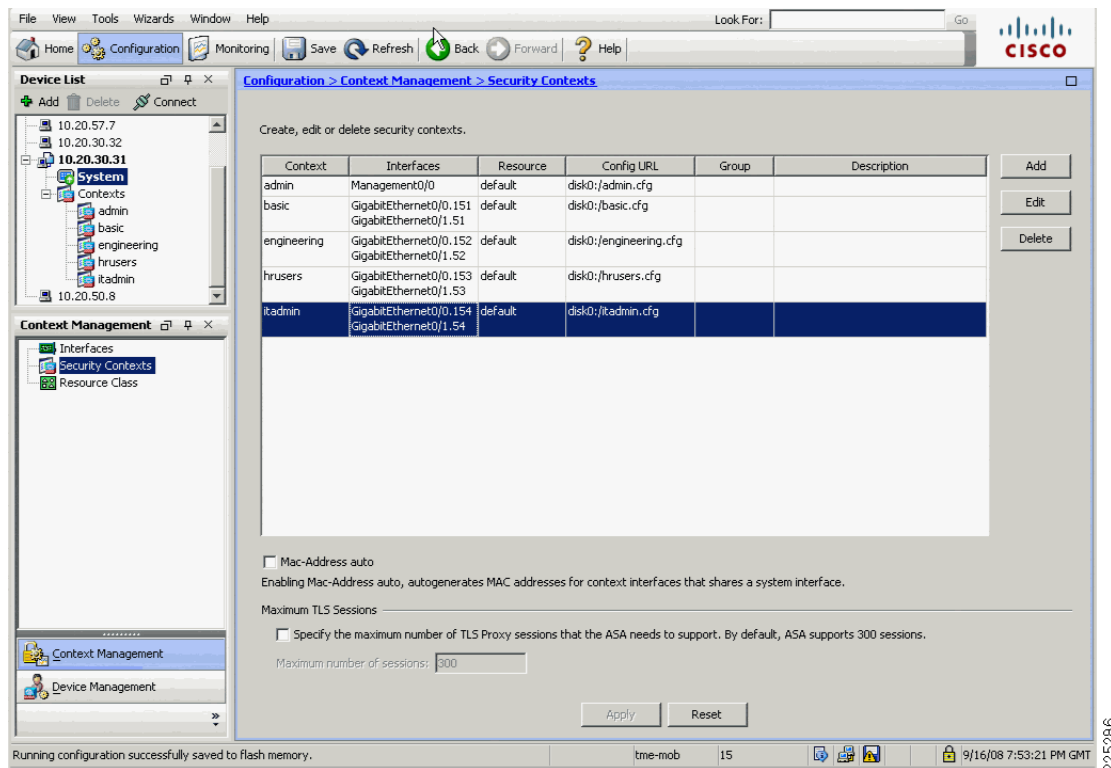 File View Tools Wizards Window Help Look For: Go
Home Configuration Monitoring Save Refresh Back Forward Help
CISCO
Device List
Add Delete Connect
10.20.57.7
10.20.30.32
10.20.30.31
System
Contexts
admin
basic
engineering
hrusers
itadmin
10.20.50.8
Context Management
Interfaces
Security Contexts
Resource Class
Context Management
Device Management
Configuration > Context Management > Security Contexts
Create, edit or delete security contexts.
Context Interfaces Resource Config URL Group Description
admin Management0/0 default disk0:/admin.cfg
basic GigabitEthernet0/0.151 default disk0:/basic.cfg
GigabitEthernet0/1.51
engineering GigabitEthernet0/0.152 default disk0:/engineering.cfg
GigabitEthernet0/1.52
hrusers GigabitEthernet0/0.153 default disk0:/hrusers.cfg
GigabitEthernet0/1.53
itadmin GigabitEthernet0/0.154 default disk0:/itadmin.cfg
GigabitEthernet0/1.54
Add
Edit
Delete
Mac-Address auto
Enabling Mac-Address auto, autogenerates MAC addresses for context interfaces that shares a system interface.
Maximum TLS Sessions
Specify the maximum number of TLS Proxy sessions that the ASA needs to support. By default, ASA supports 300 sessions.
Maximum number of sessions: 300
Apply Reset
Running configuration successfully saved to flash memory. tme-mob 15 9/16/08 7:53:21 PM GMT
225296